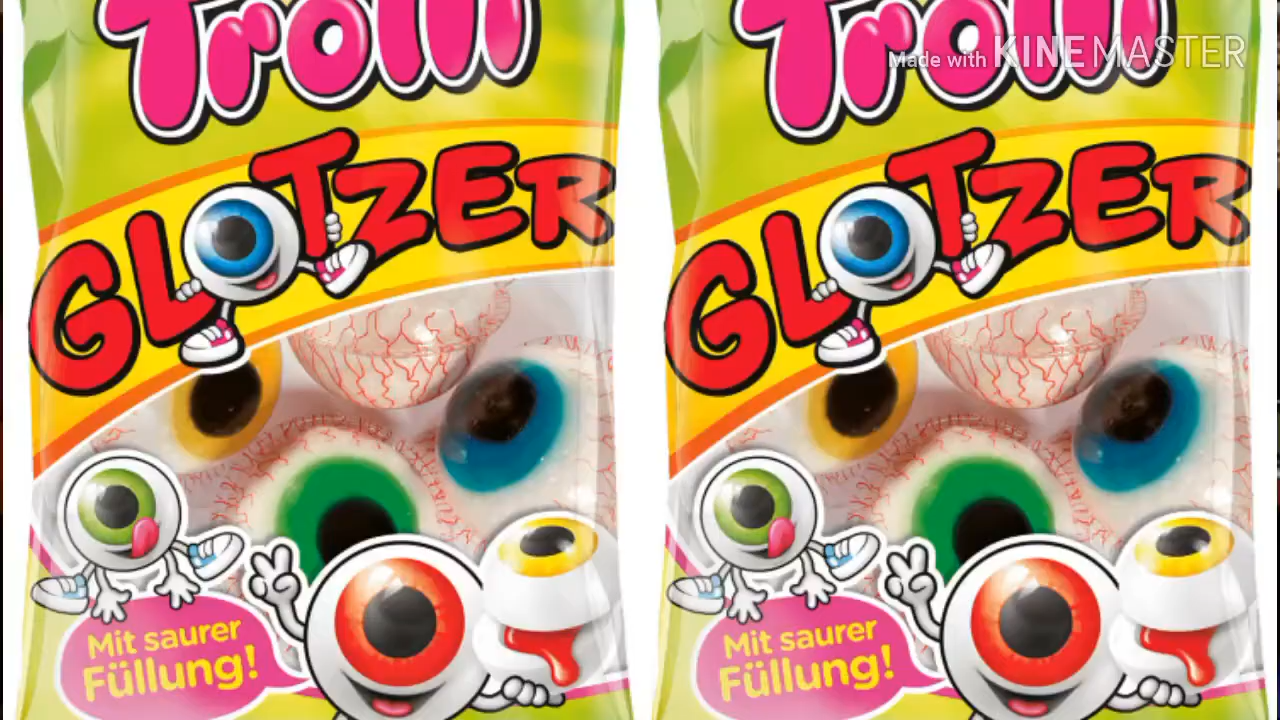 Trolli
Trolli
Made with KINEMASTER
GLOTZER
GLOTZER
Mit saurer
Füllung!
Mit saurer
Füllung!